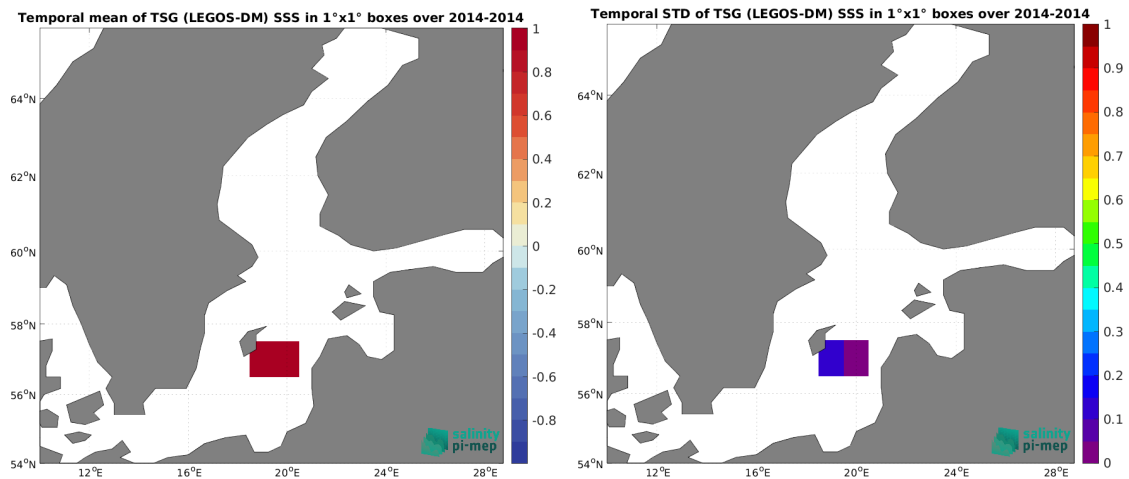 Temporal mean of TSG (LEGOS-DM) SSS in 1°x1° boxes over 2014-2014
64°N
62°N
60°N
58°N
56°N
54°N
12°E
16°E
20°E
24°E
28°E
1
0.8
0.6
0.4
0.2
0
-0.2
-0.4
-0.6
-0.8
salinity
pi-mep
Temporal STD of TSG (LEGOS-DM) SSS in 1°x1° boxes over 2014-2014
64°N
62°N
60°N
58°N
56°N
54°N
12°E
16°E
20°E
24°E
28°E
1
0.9
0.8
0.7
0.6
0.5
0.4
0.3
0.2
0.1
0
salinity
pi-mep